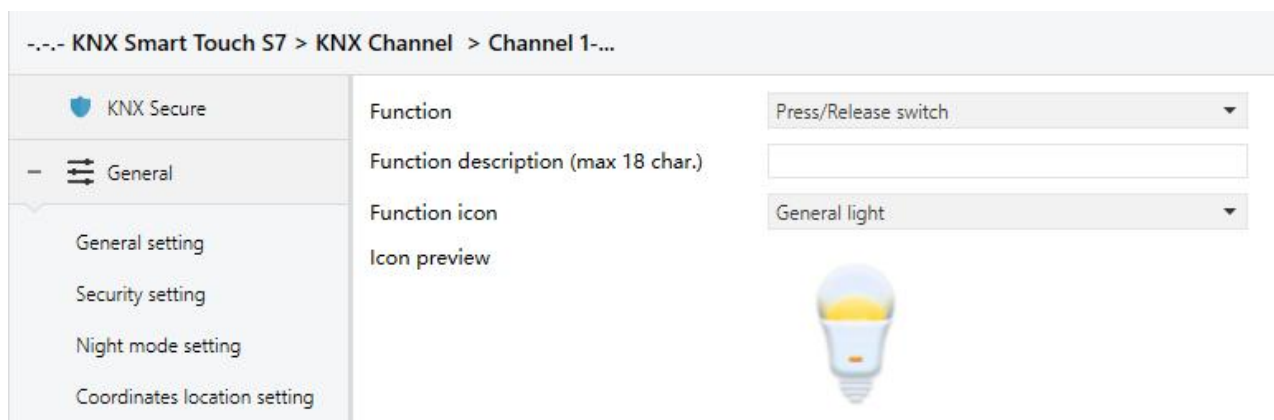 -.-.- KNX Smart Touch S7 > KNX Channel > Channel 1-...
KNX Secure
General
General setting
Security setting
Night mode setting
Coordinates location setting
Function
Press/Release switch
Function description (max 18 char.)
Function icon
General light
Icon preview